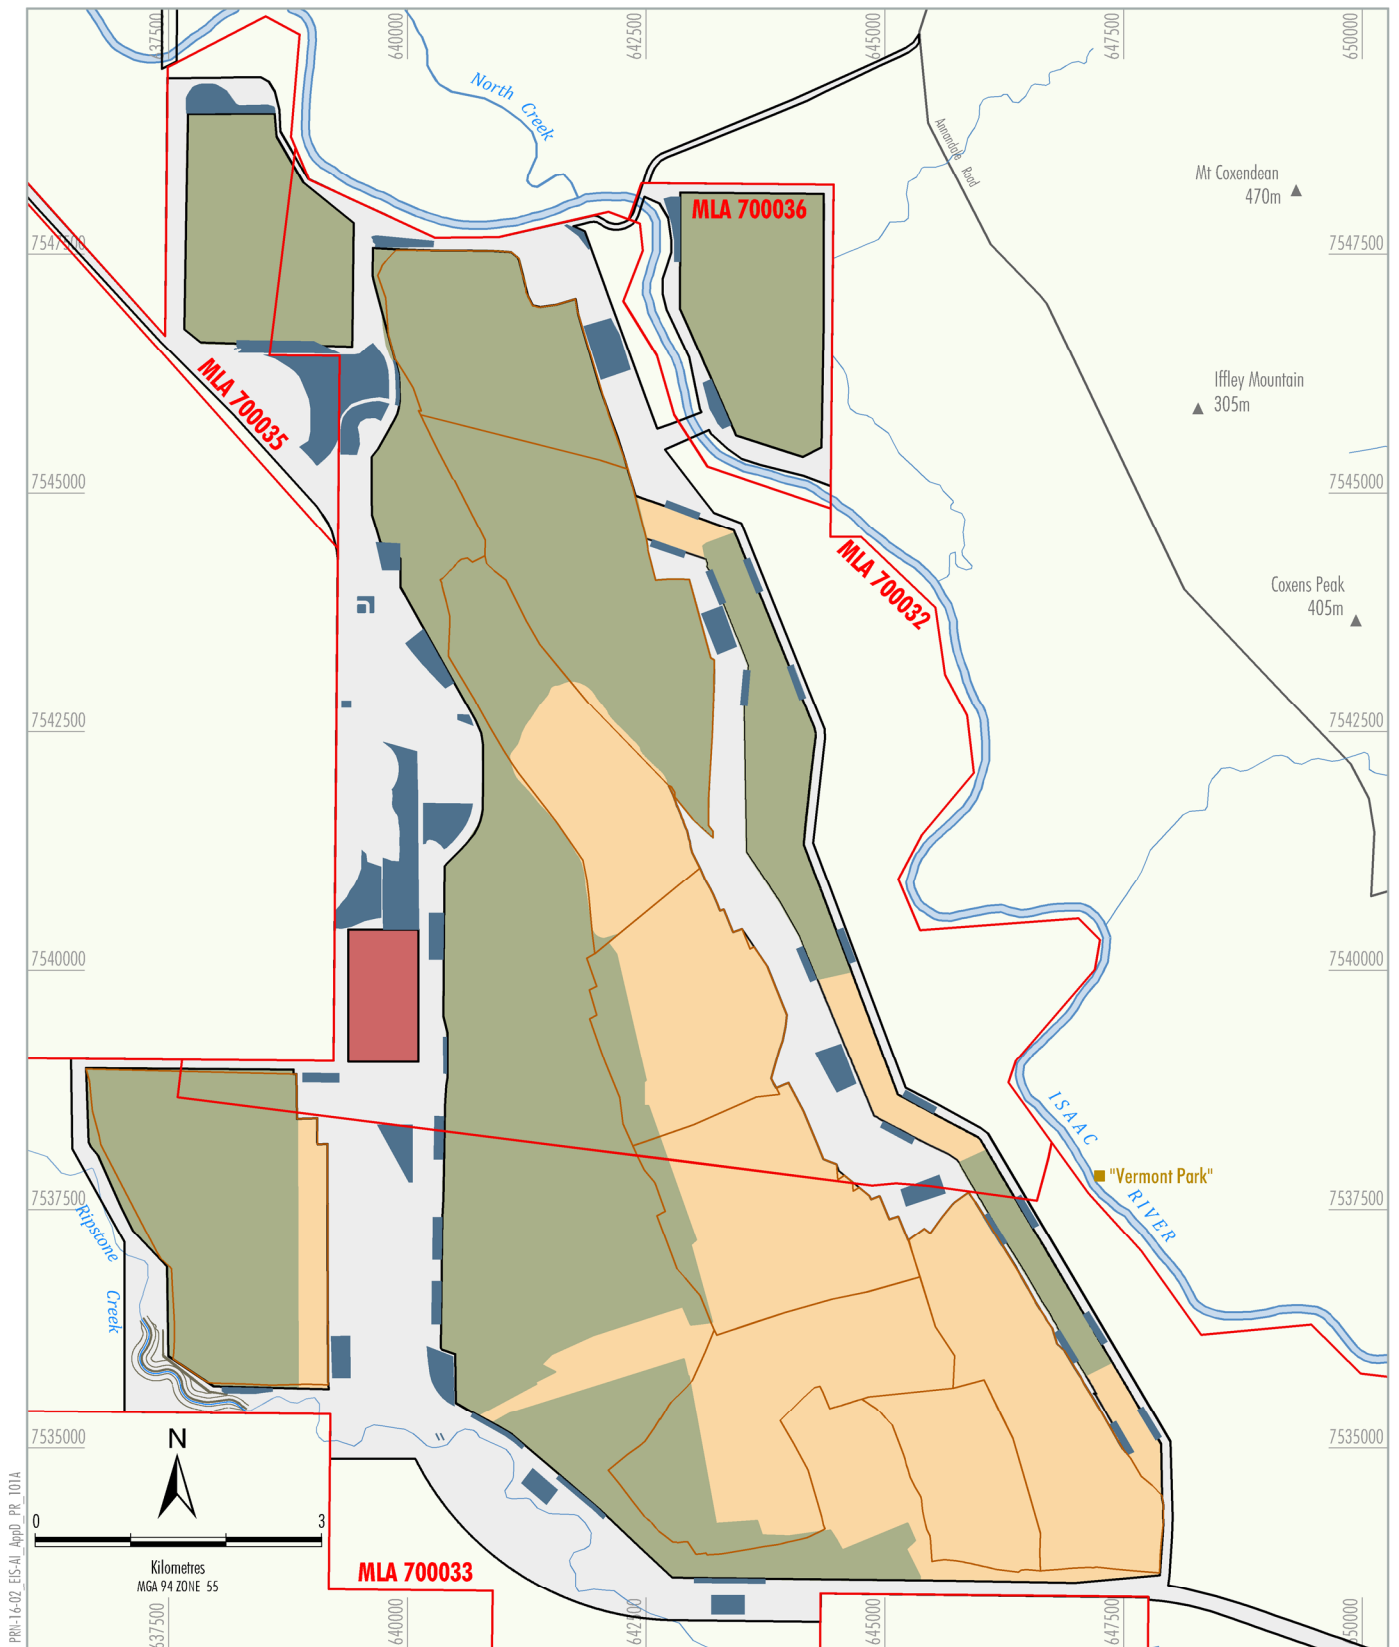 637500
640000
642500
645000
647500
650000
North Creek
Annandale Road
Mt Coxendean
470m
MLA 700036
7547500
7547500
MLA 700035
Iffley Mountain
305m
7545000
7545000
MLA 700032
Coxens Peak
405m
7542500
7542500
7540000
7540000
ISAAC RIVER
"Vermont Park"
7537500
7537500
Ripstone Creek
7535000
7535000
N
0 3
Kilometres
MGA 94 ZONE 55
MLA 700033
PRN-16-02_EIS-AI_AppD_PR_101A
637500
640000
642500
645000
647500
650000